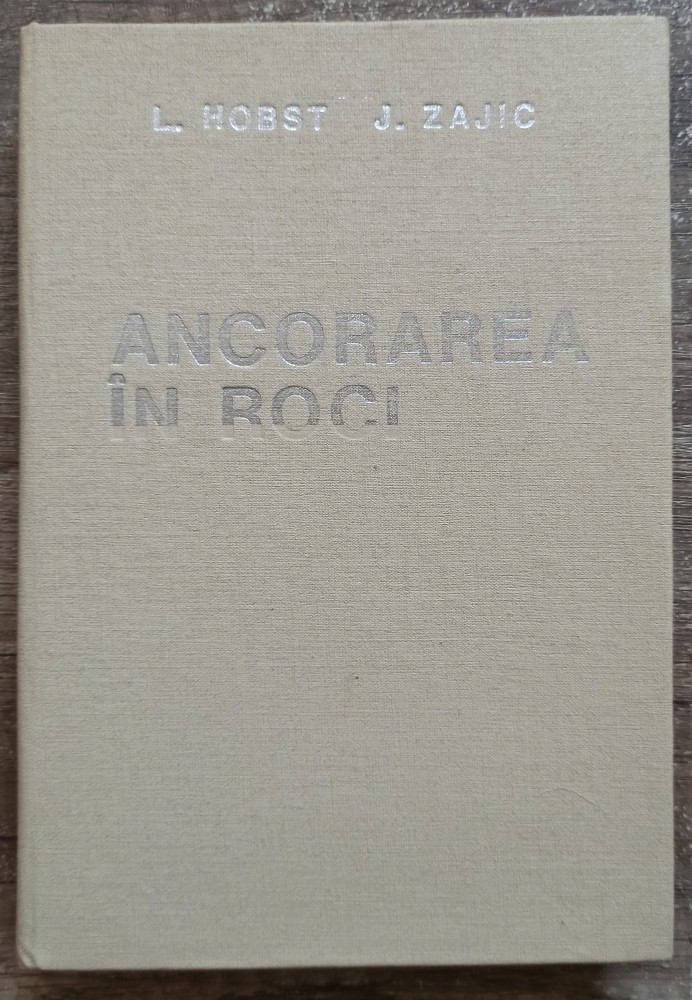 L. HOBST J. ZAJIC
ANCORAREA
ÎN ROCI